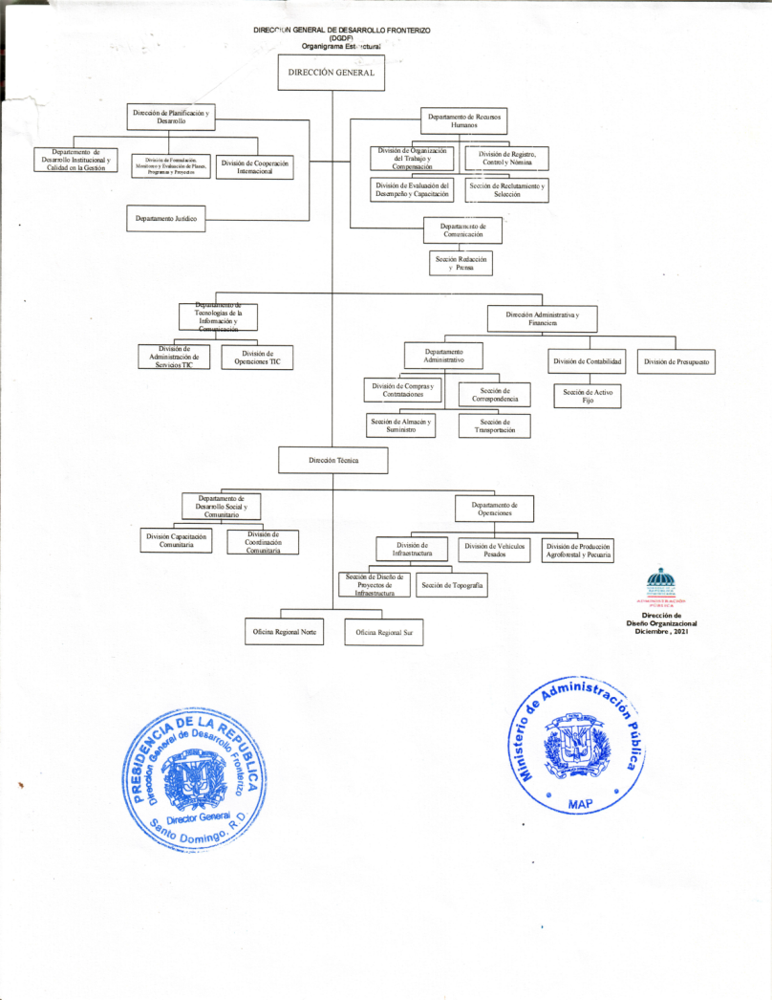 DIRECCIÓN GENERAL DE DESARROLLO FRONTERIZO
(DGDF)
Organigrama Estructural
DIRECCIÓN GENERAL
Dirección de Planificación y
Desarrollo
Departamento de
Desarrollo Institucional y
Calidad en la Gestión
División de Formulación,
Monitoreo y Evaluación de Planes,
Programas y Proyectos
División de Cooperación
Internacional
Departamento Jurídico
Departamento de Recursos
Humanos
División de Organización
del Trabajo y
Compensación
División de Registro,
Control y Nómina
División de Evaluación del
Desempeño y Capacitación
Sección de Reclutamiento y
Selección
Departamento de
Comunicación
Sección Redacción
y Prensa
Departamento de
Tecnologías de la
Información y
Comunicación
División de
Administración de
Servicios TIC
División de
Operaciones TIC
Dirección Administrativa y
Financiera
Departamento
Administrativo
División de Contabilidad
División de Presupuesto
División de Compras y
Contrataciones
Sección de
Correspondencia
Sección de Activo
Fijo
Sección de Almacén y
Suministro
Sección de
Transportación
Dirección Técnica
Departamento de
Desarrollo Social y
Comunitario
División Capacitación
Comunitaria
División de
Coordinación
Comunitaria
Departamento de
Operaciones
División de
Infraestructura
División de Vehículos
Pesados
División de Producción
Agroforestal y Pecuaria
Sección de Diseño de
Proyectos de
Infraestructura
Sección de Topografía
Oficina Regional Norte
Oficina Regional Sur
ADMINISTRACIÓN
PÚBLICA
Dirección de
Diseño Organizacional
Diciembre , 2021
PRESIDENCIA DE LA REPUBLICA
Direccion General de Desarrollo Fronterizo
Director General
Santo Domingo, R.D.
Ministerio de Administración Pública
MAP